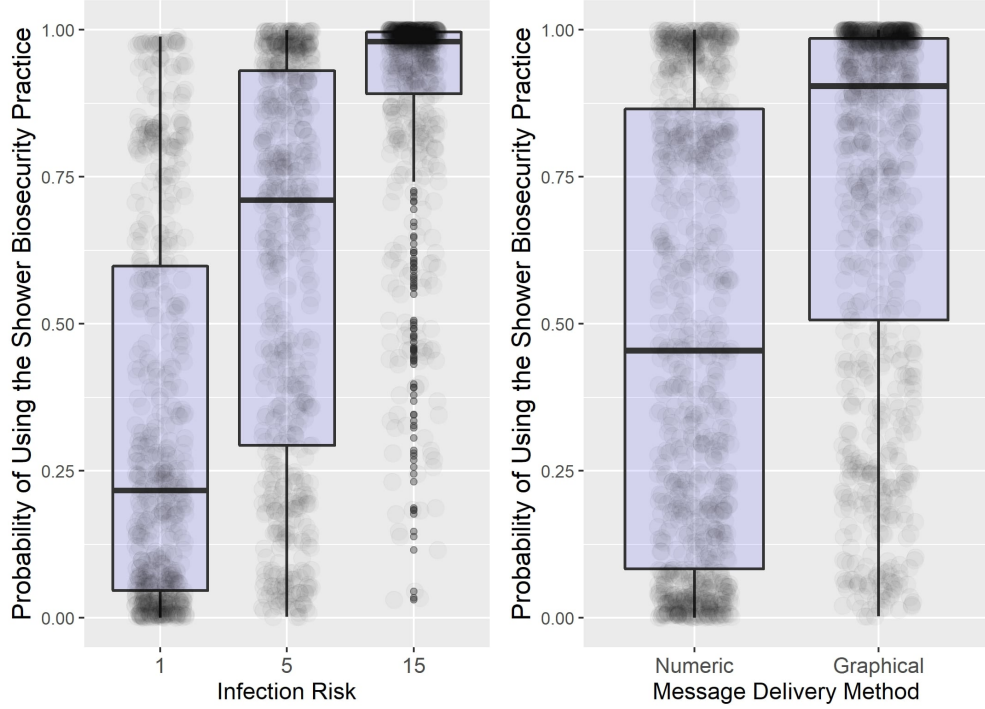 Probability of Using the Shower Biosecurity Practice
1.00
0.75
0.50
0.25
0.00
1 5 15
Infection Risk
Probability of Using the Shower Biosecurity Practice
1.00
0.75
0.50
0.25
0.00
Numeric Graphical
Message Delivery Method